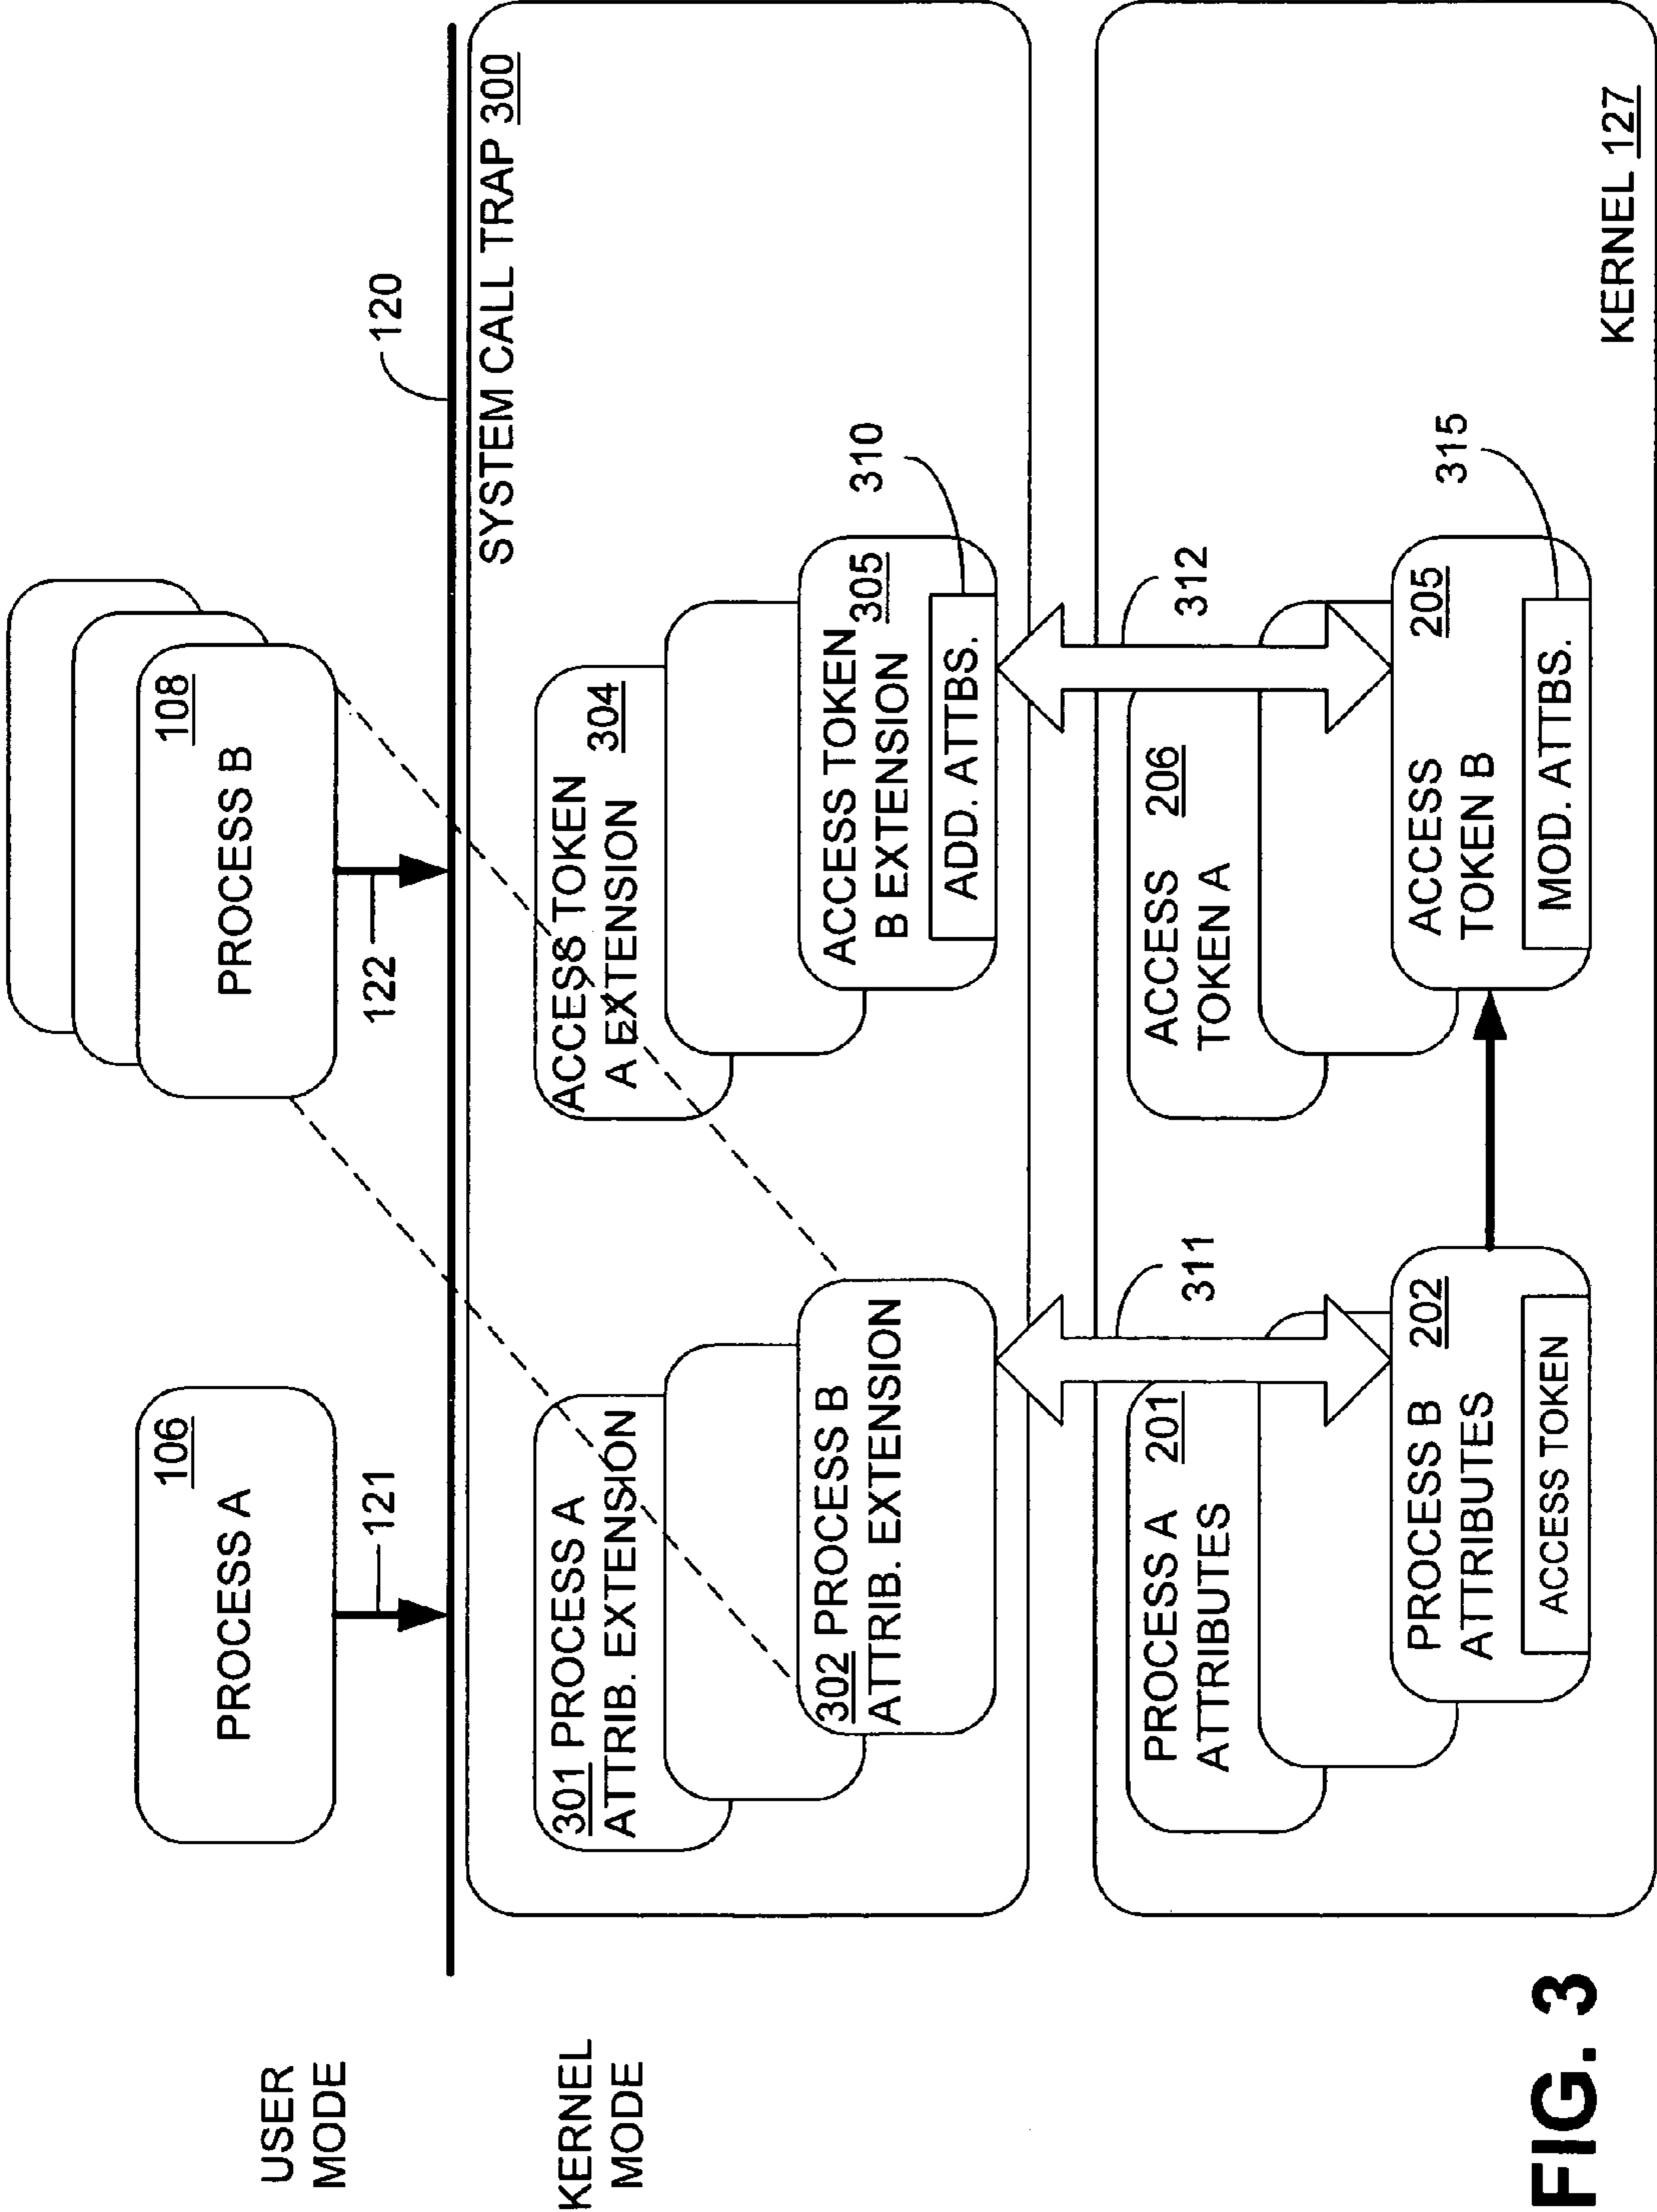 USER
MODE
PROCESS A
106
121
PROCESS B
108
122
120
KERNEL
MODE
SYSTEM CALL TRAP 300
301 PROCESS A
ATTRIB. EXTENSION
302 PROCESS B
ATTRIB. EXTENSION
ACCESS TOKEN
A EXTENSION
304
ACCESS TOKEN
B EXTENSION
305
ADD. ATTBS.
310
311
312
PROCESS A
ATTRIBUTES
201
PROCESS B
ATTRIBUTES
202
ACCESS TOKEN
ACCESS
TOKEN A
206
ACCESS
TOKEN B
205
MOD. ATTBS.
315
KERNEL 127
FIG. 3